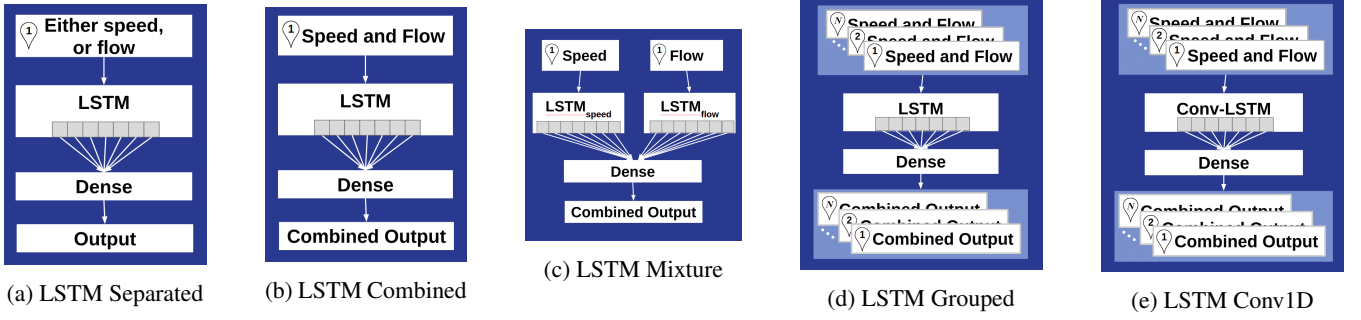 1 Either speed,
or flow
LSTM
Dense
Output
(a) LSTM Separated
1 Speed and Flow
LSTM
Dense
Combined Output
(b) LSTM Combined
1 Speed
1 Flow
LSTMspeed
LSTMflow
Dense
Combined Output
(c) LSTM Mixture
N Speed and Flow
2 Speed and Flow
1 Speed and Flow
LSTM
Dense
N Combined Output
2 Combined Output
1 Combined Output
(d) LSTM Grouped
N Speed and Flow
2 Speed and Flow
1 Speed and Flow
Conv-LSTM
Dense
N Combined Output
2 Combined Output
1 Combined Output
(e) LSTM Conv1D